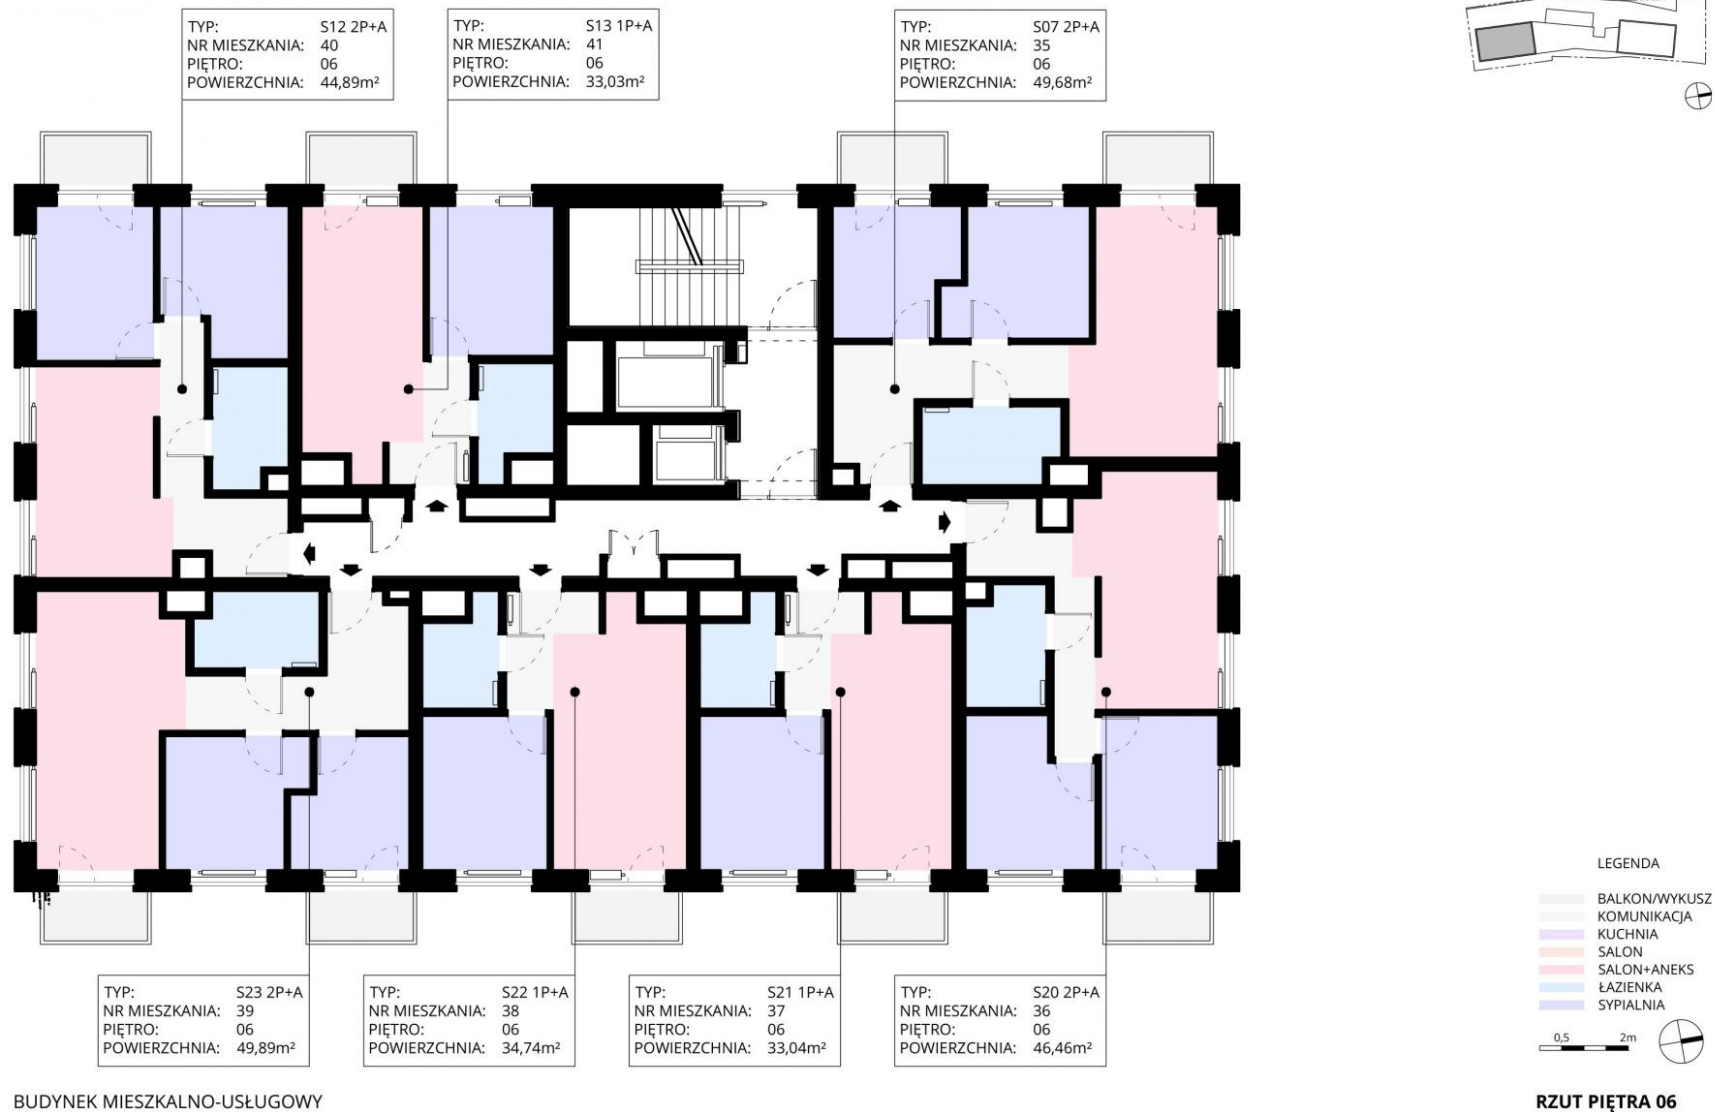 TYP: S12 2P+A
NR MIESZKANIA: 40
PIĘTRO: 06
POWIERZCHNIA: 44,89m²
TYP: S13 1P+A
NR MIESZKANIA: 41
PIĘTRO: 06
POWIERZCHNIA: 33,03m²
TYP: S07 2P+A
NR MIESZKANIA: 35
PIĘTRO: 06
POWIERZCHNIA: 49,68m²
LEGENDA
BALKON/WYKUSZ
KOMUNIKACJA
KUCHNIA
SALON
SALON+ANEKS
ŁAZIENKA
SYPIALNIA
0,5 2m
TYP: S23 2P+A
NR MIESZKANIA: 39
PIĘTRO: 06
POWIERZCHNIA: 49,89m²
TYP: S22 1P+A
NR MIESZKANIA: 38
PIĘTRO: 06
POWIERZCHNIA: 34,74m²
TYP: S21 1P+A
NR MIESZKANIA: 37
PIĘTRO: 06
POWIERZCHNIA: 33,04m²
TYP: S20 2P+A
NR MIESZKANIA: 36
PIĘTRO: 06
POWIERZCHNIA: 46,46m²
BUDYNEK MIESZKALNO-USŁUGOWY
RZUT PIĘTRA 06